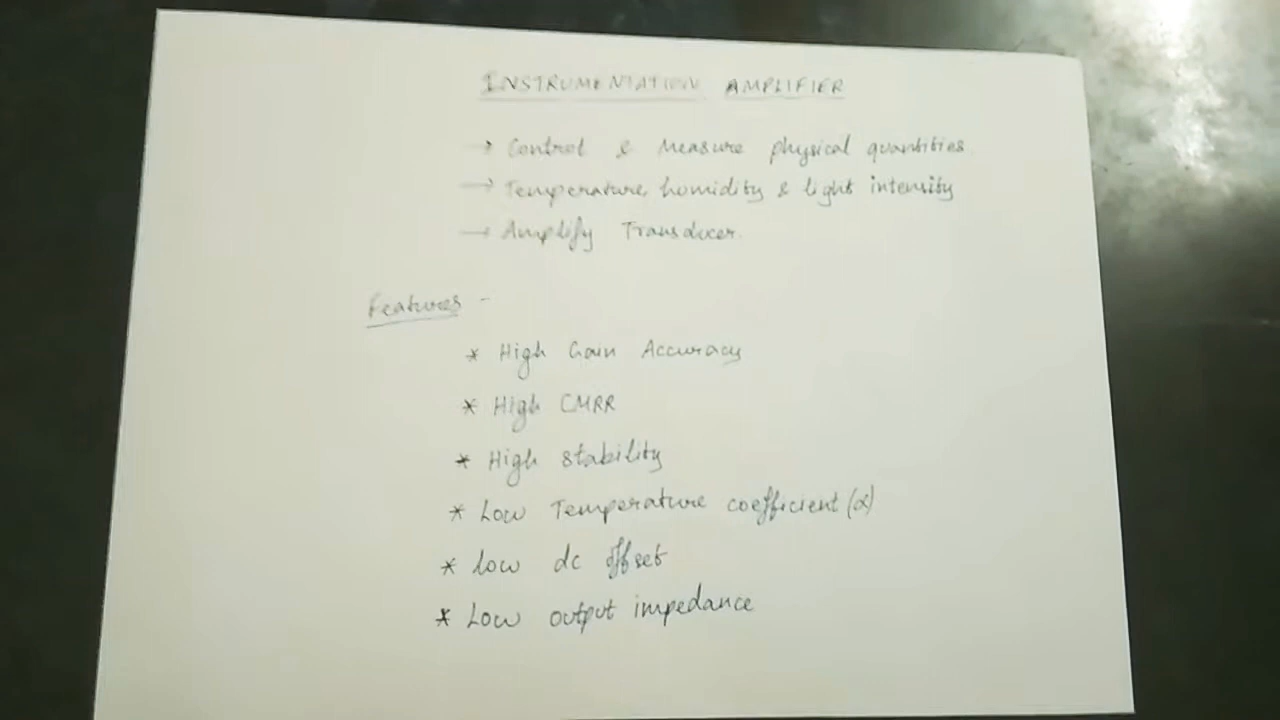 INSTRUMENTATION AMPLIFIER
→ Control & Measure physical quantities
→ Temperature, homidity & light intensity
→ Amplify Transducer.
Features -
* High Gain Accuracy
* High CMRR
* High stability
* Low Temperature coefficient (α)
* low dc offset
* Low output impedance